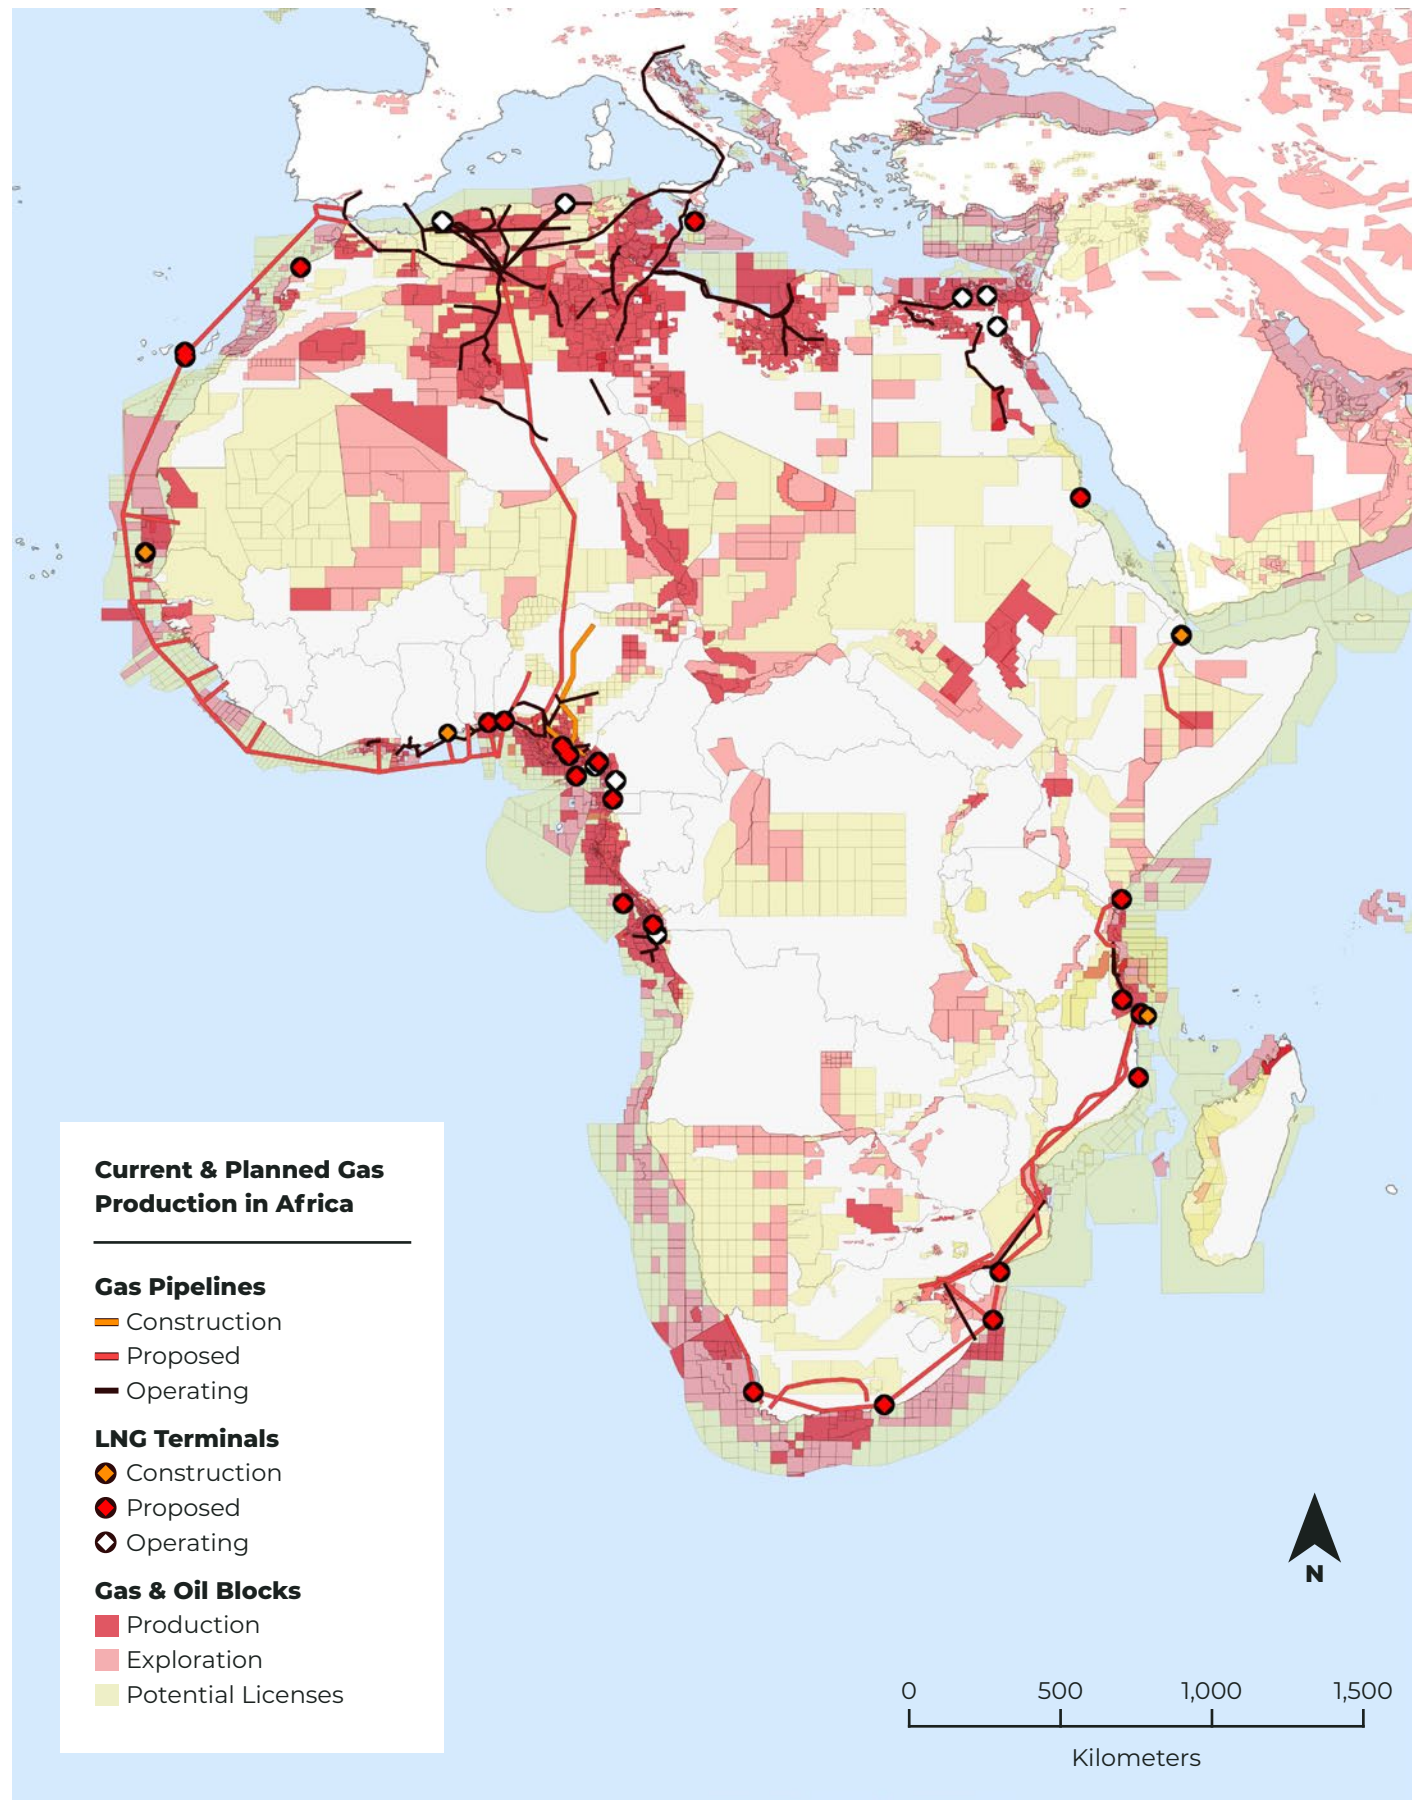 Current & Planned Gas
Production in Africa
Gas Pipelines
Construction
Proposed
Operating
LNG Terminals
Construction
Proposed
Operating
Gas & Oil Blocks
Production
Exploration
Potential Licenses
N
0 500 1,000 1,500
Kilometers